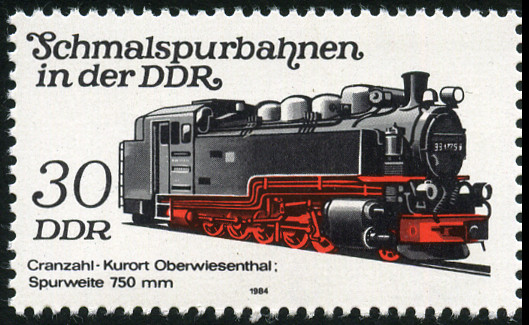 Schmalspurbahnen
in der DDR
30
DDR
Cranzahl-Kurort Oberwiesenthal;
Spurweite 750 mm
1984